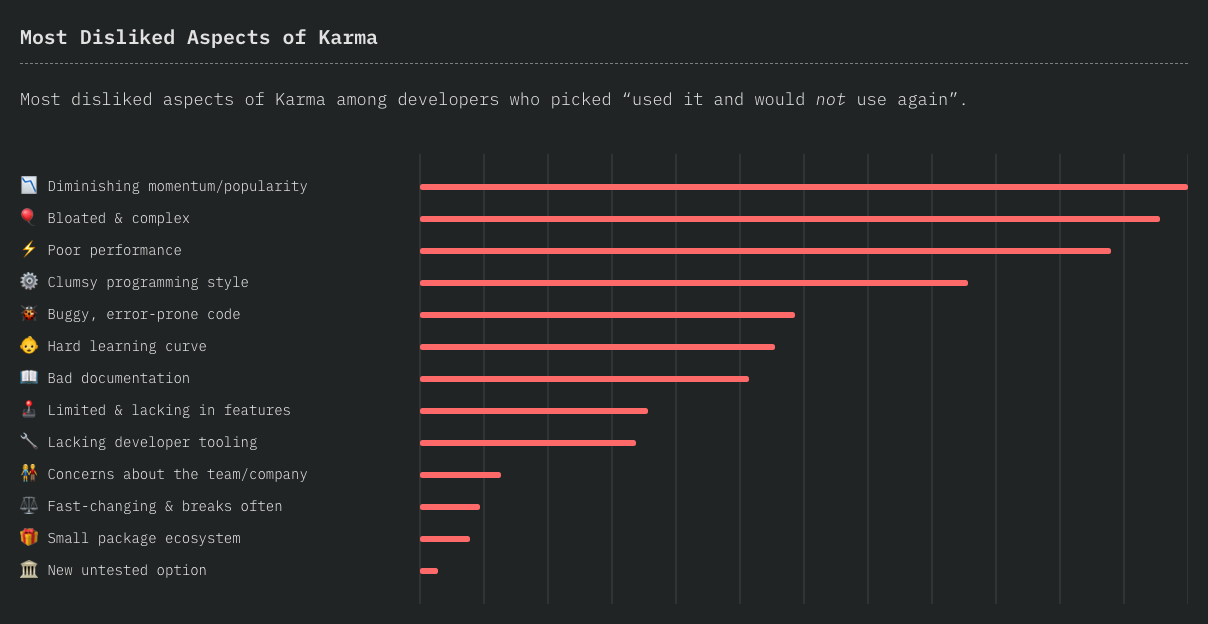 Most Disliked Aspects of Karma
Most disliked aspects of Karma among developers who picked “used it and would not use again”.
Diminishing momentum/popularity
Bloated & complex
Poor performance
Clumsy programming style
Buggy, error-prone code
Hard learning curve
Bad documentation
Limited & lacking in features
Lacking developer tooling
Concerns about the team/company
Fast-changing & breaks often
Small package ecosystem
New untested option